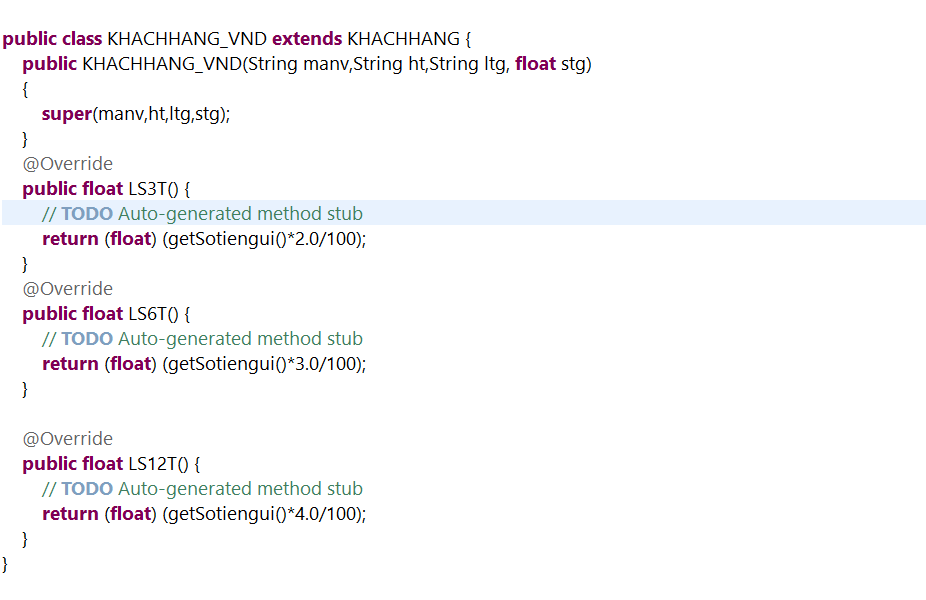 public class KHACHHANG_VND extends KHACHHANG {
public KHACHHANG_VND(String manv,String ht,String ltg, float stg)
{
super(manv,ht,ltg,stg);
}
@Override
public float LS3T() {
// TODO Auto-generated method stub
return (float) (getSotiengui()*2.0/100);
}
@Override
public float LS6T() {
// TODO Auto-generated method stub
return (float) (getSotiengui()*3.0/100);
}
@Override
public float LS12T() {
// TODO Auto-generated method stub
return (float) (getSotiengui()*4.0/100);
}
}